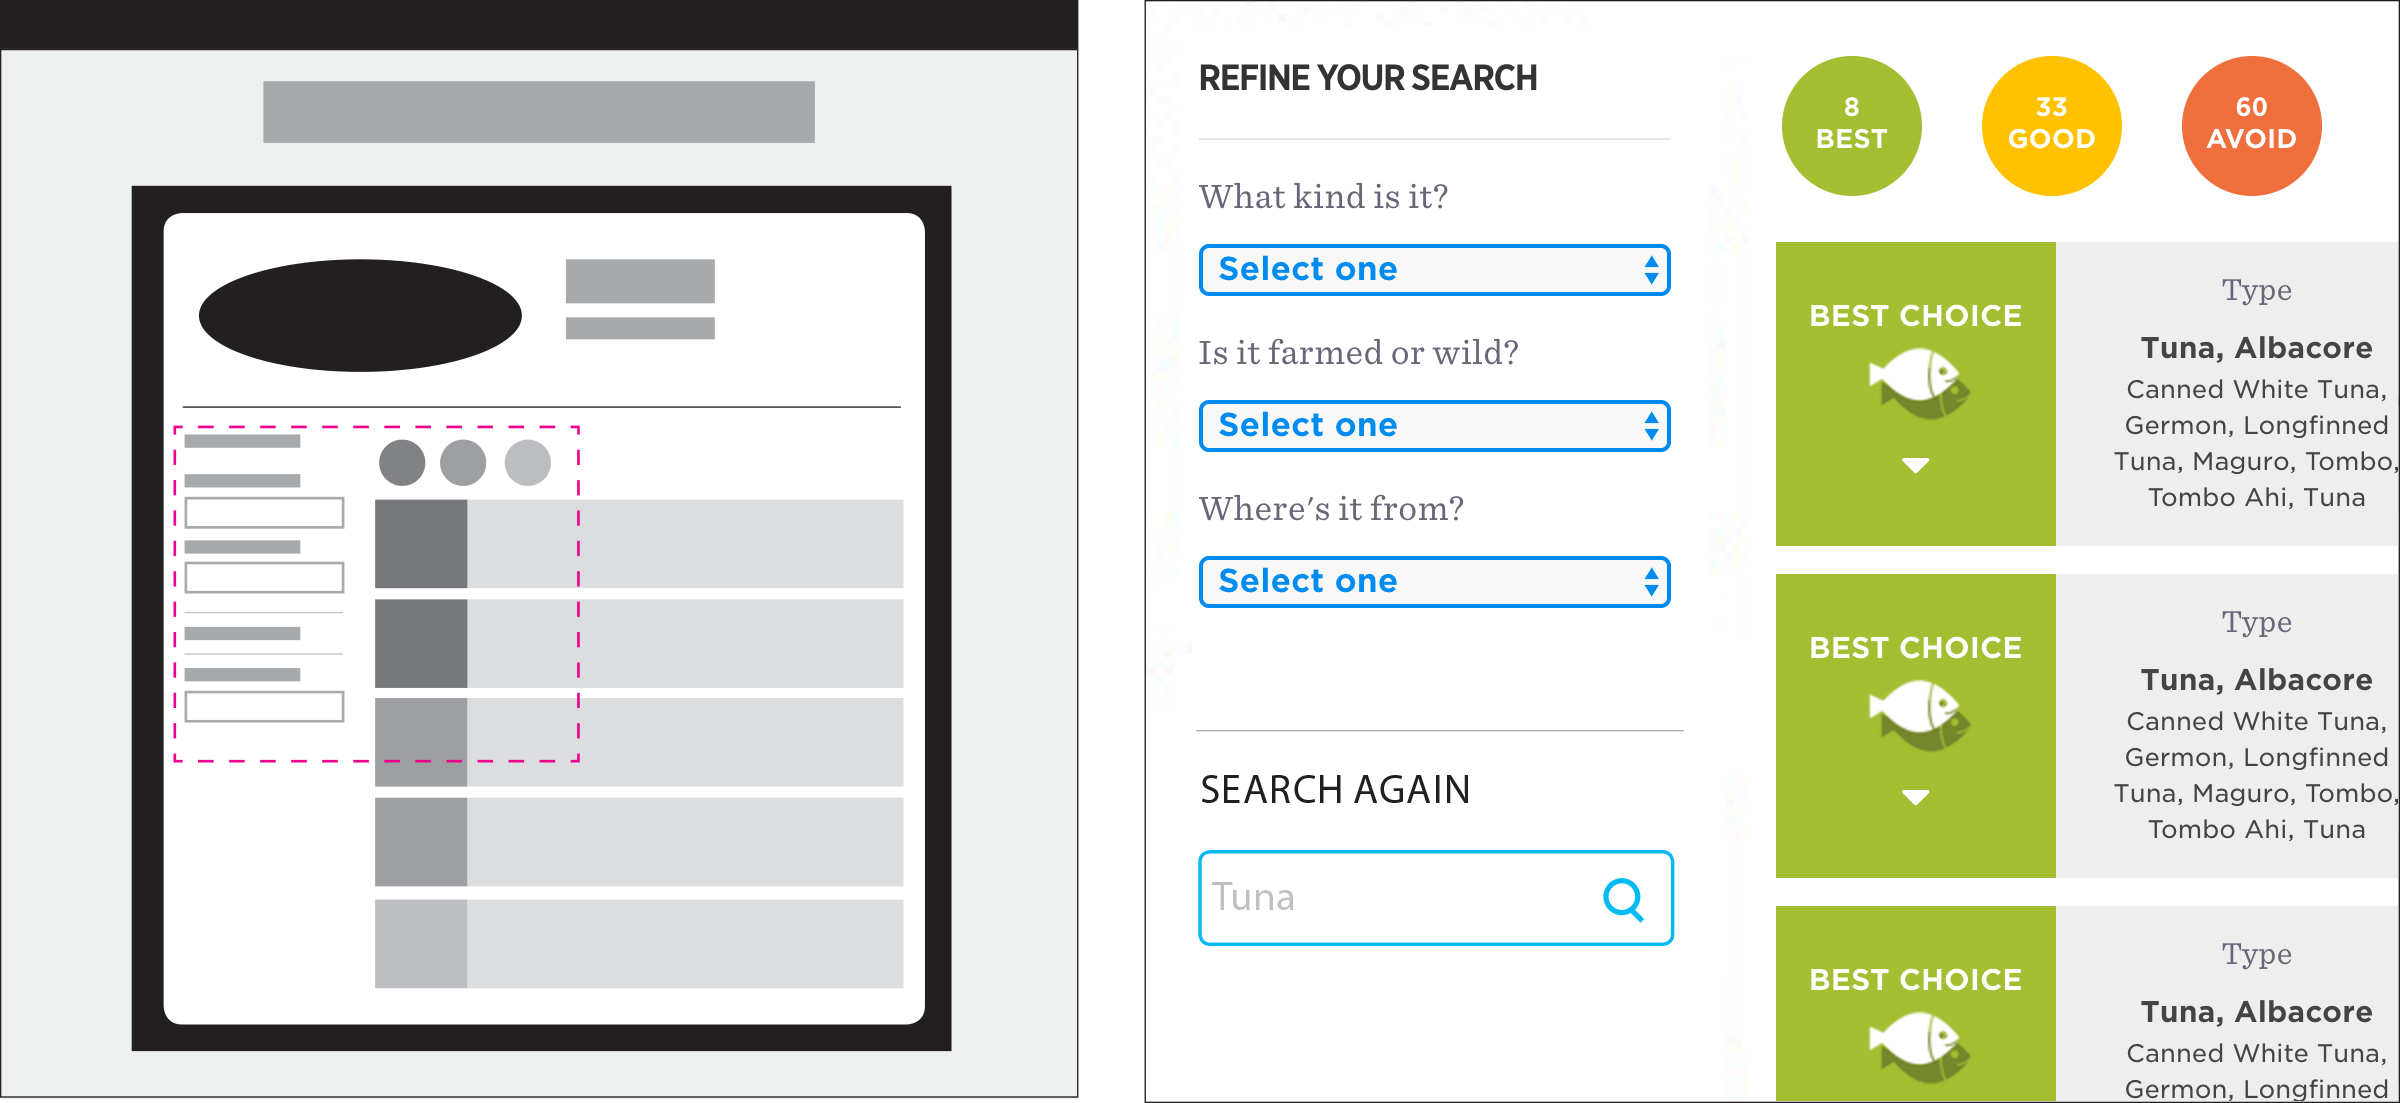 REFINE YOUR SEARCH
What kind is it?
Select one
Is it farmed or wild?
Select one
Where's it from?
Select one
SEARCH AGAIN
Tuna
8
BEST
33
GOOD
60
AVOID
BEST CHOICE
Type
Tuna, Albacore
Canned White Tuna,
Germon, Longfinned
Tuna, Maguro, Tombo,
Tombo Ahi, Tuna
BEST CHOICE
Type
Tuna, Albacore
Canned White Tuna,
Germon, Longfinned
Tuna, Maguro, Tombo,
Tombo Ahi, Tuna
BEST CHOICE
Type
Tuna, Albacore
Canned White Tuna,
Germon, Longfinned